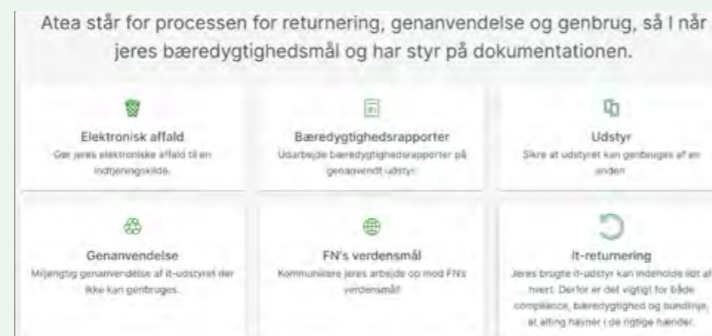 Atea står for processen for returnering, genanvendelse og genbrug, så I når
jeres bæredygtighedsmål og har styr på dokumentationen.
Elektronisk affald
Gør jeres elektroniske affald til en
indtjeningskilde.
Bæredygtighedsrapporter
Udarbejde bæredygtighedsrapporter på
genanvendt udstyr.
Udstyr
Sikre at udstyret kan genbruges af en
anden
Genanvendelse
Miljørigtig genanvendelse af it-udstyret der
ikke kan genbruges.
FN's verdensmål
Kommunikere jeres arbejde op mod FN's
verdensmål!
It-returnering
Jeres brugte it-udstyr kan indeholde lidt af
hvert. Derfor er det vigtigt for både
compliance, bæredygtighed og bundlinje,
at alting havner i de rigtige hænder.